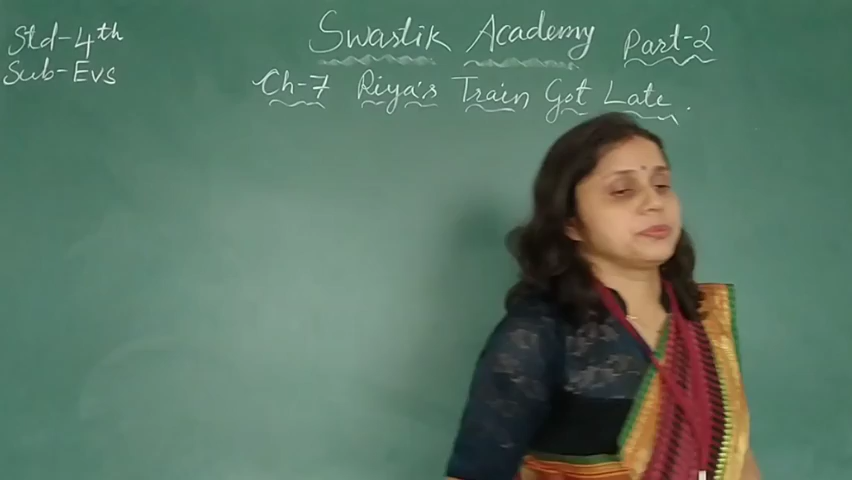 Std-4th
Sub-Evs
Swastik Academy Part-2
Ch-7 Riya's Train Got Late.